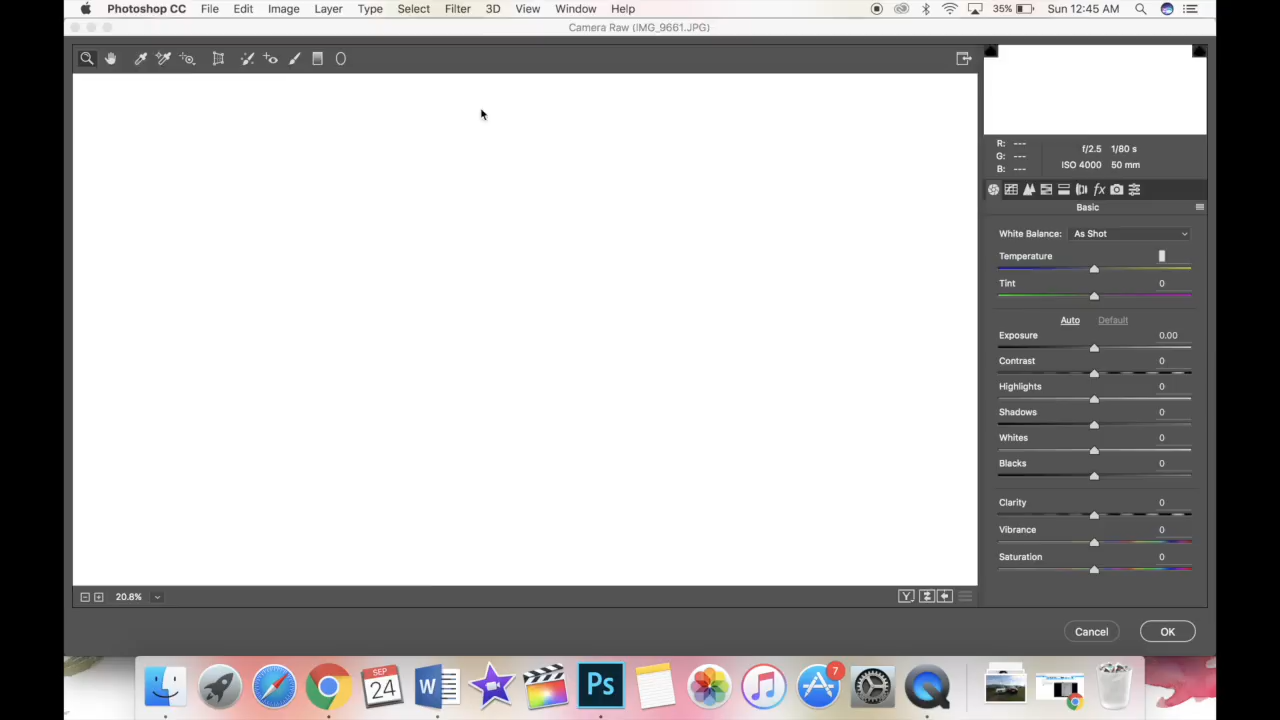 Photoshop CC File Edit Image Layer Type Select Filter 3D View Window Help 35% Sun 12:45 AM
Camera Raw (IMG_9661.JPG)
R: ---
G: ---
B: ---
f/2.5 1/80 s
ISO 4000 50 mm
fx
Basic
White Balance: As Shot
Temperature
Tint 0
Auto Default
Exposure 0.00
Contrast 0
Highlights 0
Shadows 0
Whites 0
Blacks 0
Clarity 0
Vibrance 0
Saturation 0
20.8%
Y
Cancel OK
SEP
24
W
Ps
7